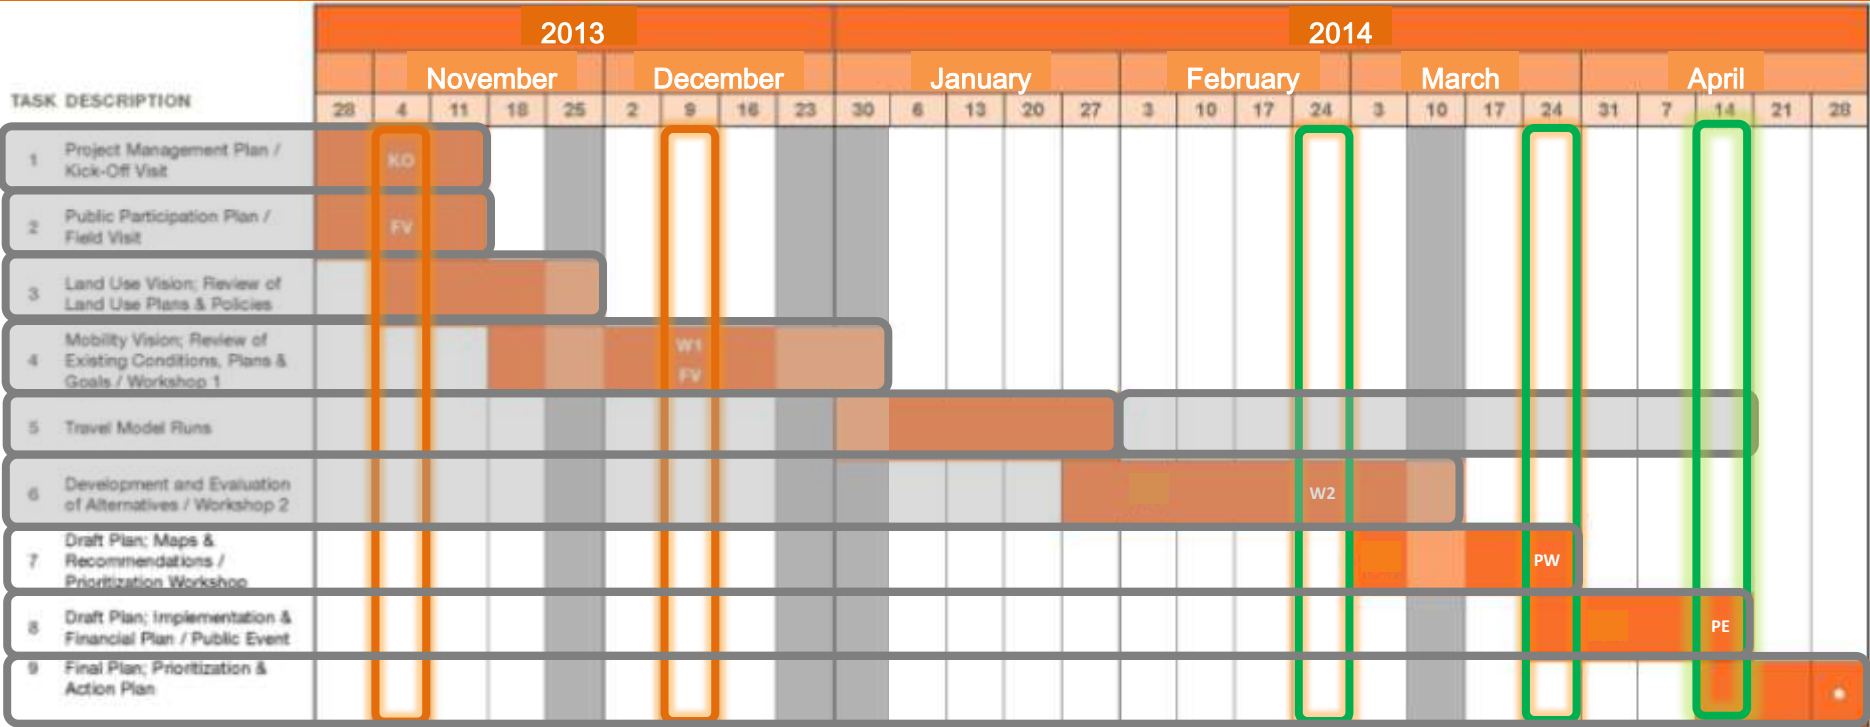 2013 2014
November December January February March April
TASK DESCRIPTION
28 4 11 18 25 2 9 16 23 30 6 13 20 27 3 10 17 24 3 10 17 24 31 7 14 21 28
1 Project Management Plan /
Kick-Off Visit
KO
2 Public Participation Plan /
Field Visit
FV
3 Land Use Vision; Review of
Land Use Plans & Policies
4 Mobility Vision; Review of
Existing Conditions, Plans &
Goals / Workshop 1
W1
FV
5 Travel Model Runs
6 Development and Evaluation
of Alternatives / Workshop 2
W2
7 Draft Plan; Maps &
Recommendations /
Prioritization Workshop
PW
8 Draft Plan; Implementation &
Financial Plan / Public Event
PE
9 Final Plan; Prioritization &
Action Plan